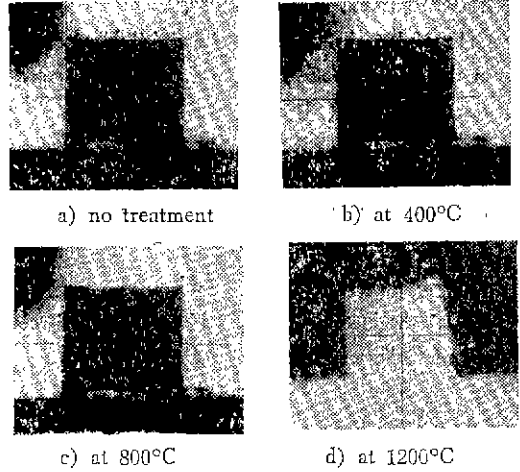 a) no treatment
b) at 400°C
c) at 800°C
d) at 1200°C